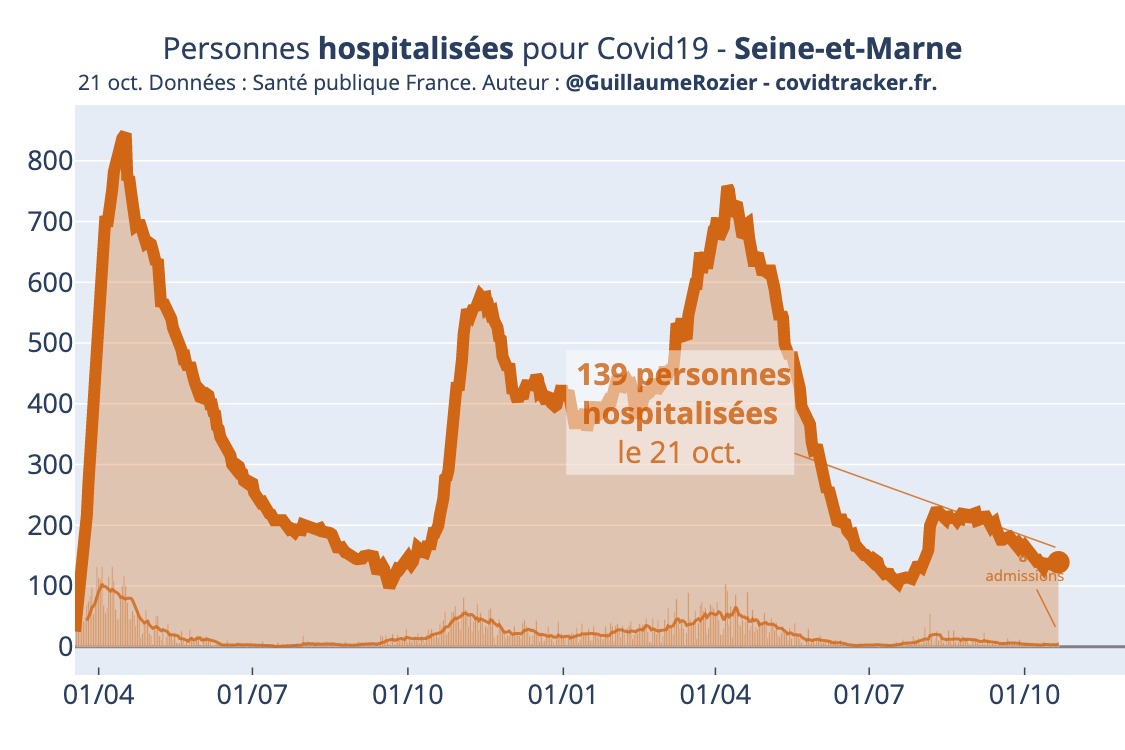 Personnes hospitalisées pour Covid19 - Seine-et-Marne
21 oct. Données : Santé publique France. Auteur : @GuillaumeRozier - covidtracker.fr.
800
700
600
500
400
300
200
100
0
139 personnes
hospitalisées
le 21 oct.
admissions
01/04
01/07
01/10
01/01
01/04
01/07
01/10